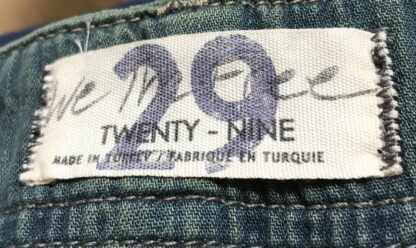 29
We The Free
TWENTY - NINE
MADE IN TURKEY / FABRIQUE EN TURQUIE